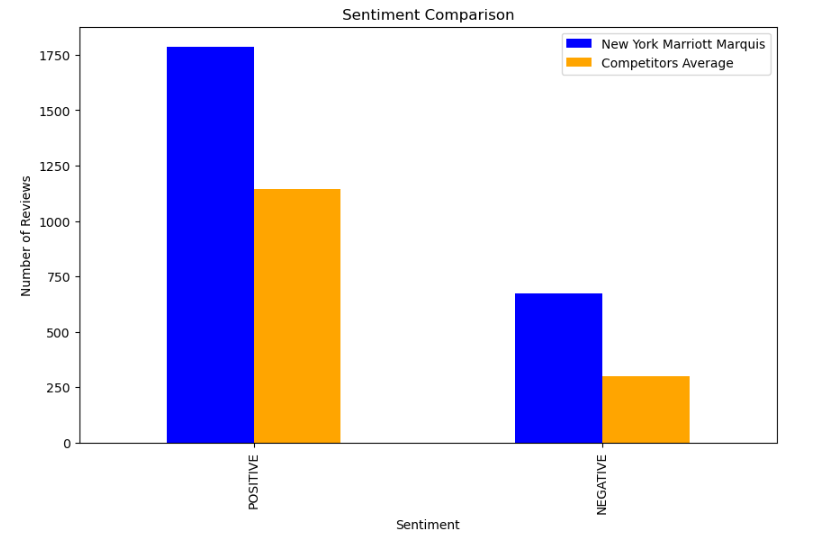 Sentiment Comparison
New York Marriott Marquis
Competitors Average
Number of Reviews
1750
1500
1250
1000
750
500
250
0
POSITIVE
NEGATIVE
Sentiment